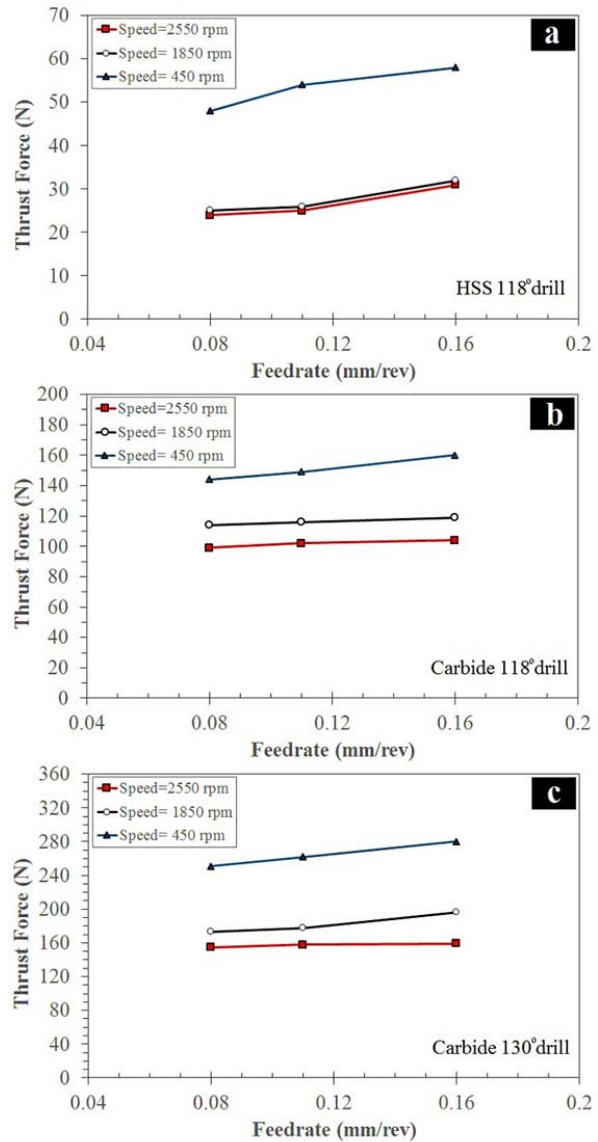 70
60
50
40
30
20
10
0
Thrust Force (N)
Speed=2550 rpm
Speed= 1850 rpm
Speed= 450 rpm
a
HSS 118°drill
0.04 0.08 0.12 0.16 0.2
Feedrate (mm/rev)
200
180
160
140
120
100
80
60
40
20
0
Thrust Force (N)
Speed=2550 rpm
Speed= 1850 rpm
Speed= 450 rpm
b
Carbide 118°drill
0.04 0.08 0.12 0.16 0.2
Feedrate (mm/rev)
360
320
280
240
200
160
120
80
40
0
Thrust Force (N)
Speed=2550 rpm
Speed= 1850 rpm
Speed= 450 rpm
c
Carbide 130°drill
0.04 0.08 0.12 0.16 0.2
Feedrate (mm/rev)